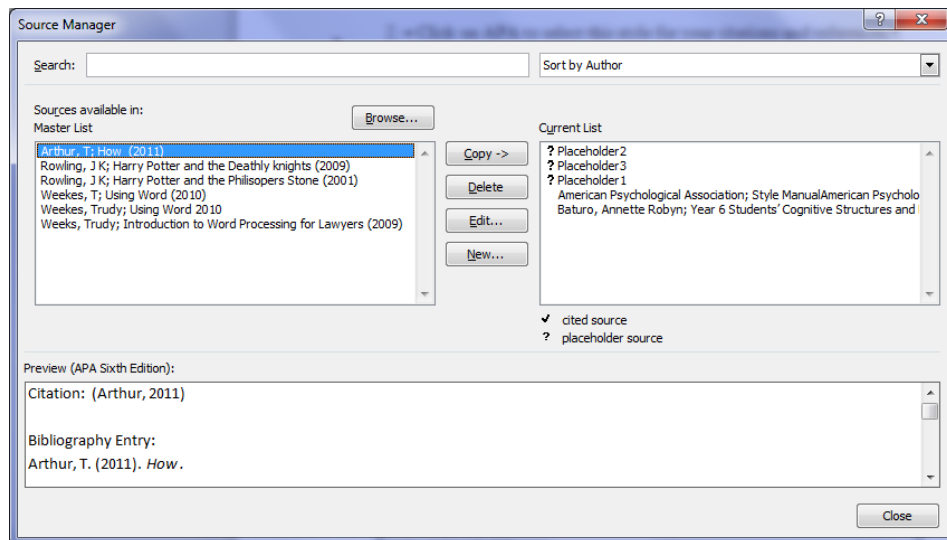 Source Manager
Search:
Sort by Author
Sources available in:
Master List
Browse...
Current List
Arthur, T; How (2011)
Rowling, J K; Harry Potter and the Deathly knights (2009)
Rowling, J K; Harry Potter and the Philisopers Stone (2001)
Weekes, T; Using Word (2010)
Weekes, Trudy; Using Word 2010
Weeks, Trudy; Introduction to Word Processing for Lawyers (2009)
Copy ->
Delete
Edit...
New...
? Placeholder2
? Placeholder3
? Placeholder1
American Psychological Association; Style ManualAmerican Psycholo
Baturo, Annette Robyn; Year 6 Students' Cognitive Structures and
✓ cited source
? placeholder source
Preview (APA Sixth Edition):
Citation: (Arthur, 2011)
Bibliography Entry:
Arthur, T. (2011). How.
Close